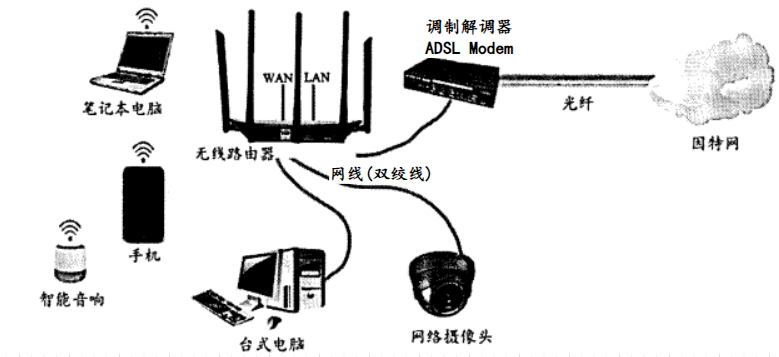 调制解调器
ADSL Modem
WAN LAN
笔记本电脑
光纤
因特网
无线路由器
网线(双绞线)
手机
智能音响
台式电脑
网络摄像头